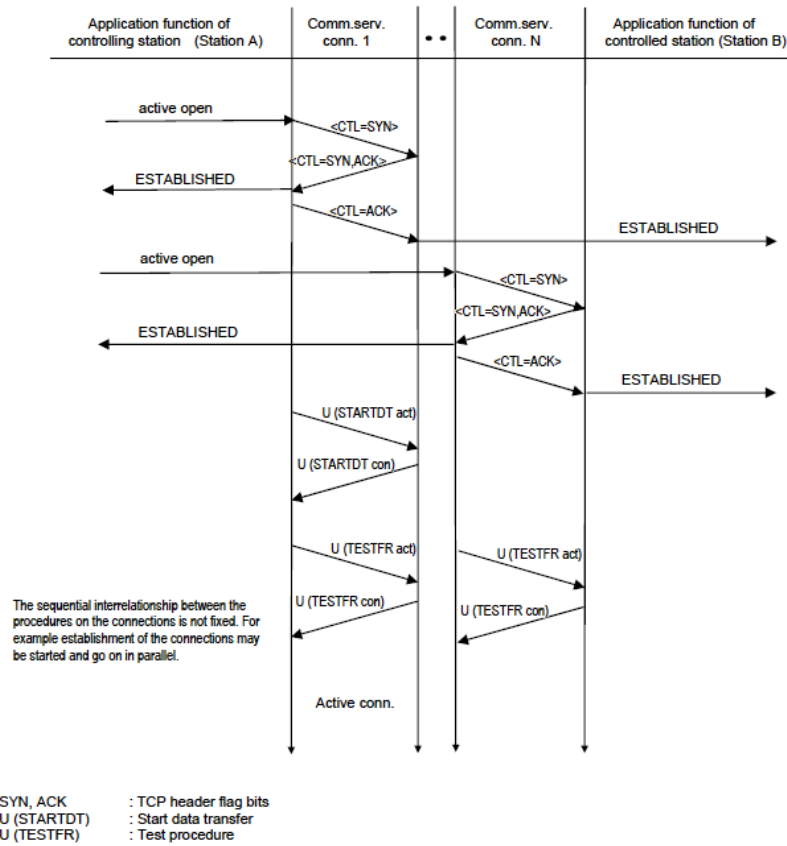 Application function of
controlling station (Station A)
Comm.serv.
conn. 1
• •
Comm.serv.
conn. N
Application function of
controlled station (Station B)
active open
<CTL=SYN>
<CTL=SYN,ACK>
ESTABLISHED
<CTL=ACK>
ESTABLISHED
active open
<CTL=SYN>
<CTL=SYN,ACK>
ESTABLISHED
<CTL=ACK>
ESTABLISHED
U (STARTDT act)
U (STARTDT con)
U (TESTFR act)
U (TESTFR act)
U (TESTFR con)
U (TESTFR con)
The sequential interrelationship between the
procedures on the connections is not fixed. For
example establishment of the connections may
be started and go on in parallel.
Active conn.
SYN, ACK : TCP header flag bits
U (STARTDT) : Start data transfer
U (TESTFR) : Test procedure